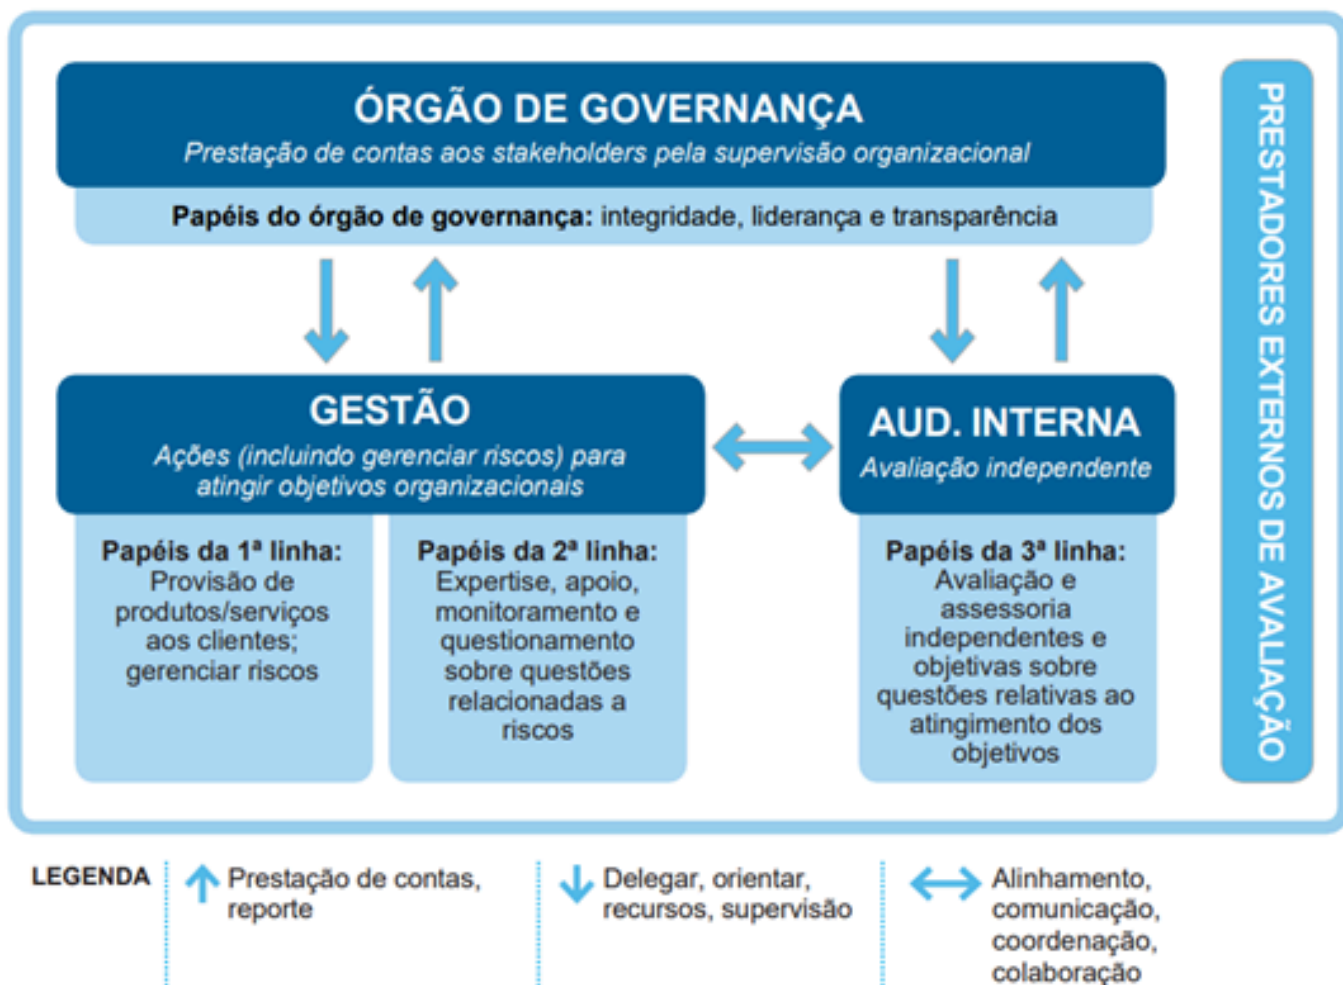 ÓRGÃO DE GOVERNANÇA
Prestação de contas aos stakeholders pela supervisão organizacional
Papéis do órgão de governança: integridade, liderança e transparência
GESTÃO
Ações (incluindo gerenciar riscos) para
atingir objetivos organizacionais
Papéis da 1ª linha:
Provisão de
produtos/serviços
aos clientes;
gerenciar riscos
Papéis da 2ª linha:
Expertise, apoio,
monitoramento e
questionamento
sobre questões
relacionadas a
riscos
AUD. INTERNA
Avaliação independente
Papéis da 3ª linha:
Avaliação e
assessoria
independentes e
objetivas sobre
questões relativas ao
atingimento dos
objetivos
PRESTADORES EXTERNOS DE AVALIAÇÃO
LEGENDA
Prestação de contas,
reporte
Delegar, orientar,
recursos, supervisão
Alinhamento,
comunicação,
coordenação,
colaboração